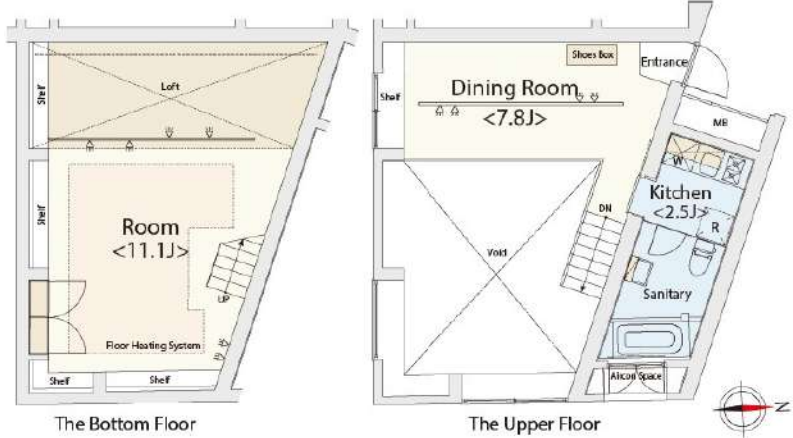 Loft
Shelf
Shelf
Room
<11.1J>
UP
Floor Heating System
Shelf
Shelf
The Bottom Floor
Shoes Box
Entrance
Shelf
Dining Room
<7.8J>
MB
W
Kitchen
<2.5J>
R
DN
Void
Sanitary
Aircon Space
The Upper Floor
N